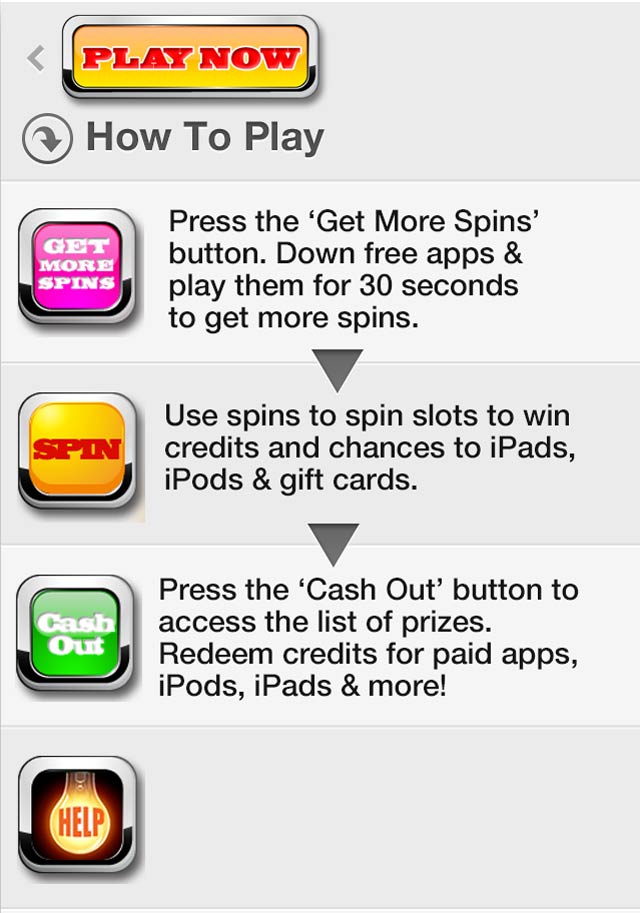 PLAY NOW
How To Play
GET
MORE
SPINS
Press the ‘Get More Spins’
button. Down free apps &
play them for 30 seconds
to get more spins.
SPIN
Use spins to spin slots to win
credits and chances to iPads,
iPods & gift cards.
Cash
Out
Press the ‘Cash Out’ button to
access the list of prizes.
Redeem credits for paid apps,
iPods, iPads & more!
HELP